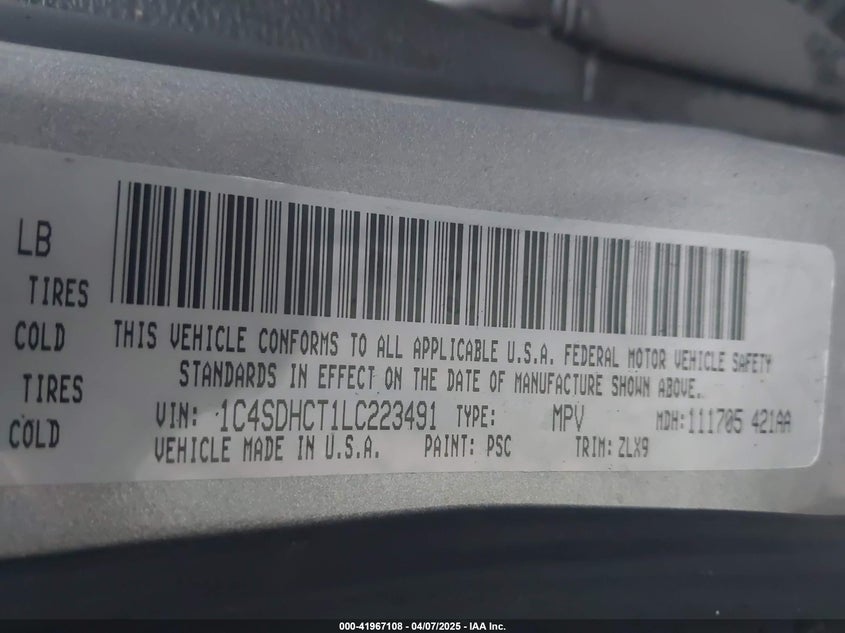 LB
TIRES
COLD
TIRES
COLD
THIS VEHICLE CONFORMS TO ALL APPLICABLE U.S.A. FEDERAL MOTOR VEHICLE SAFETY
STANDARDS IN EFFECT ON THE DATE OF MANUFACTURE SHOWN ABOVE.
VIN: 1C4SDHCT1LC223491 TYPE: MPV MDH:111705 421AA
VEHICLE MADE IN U.S.A. PAINT: PSC TRIM: ZLX9
000-41967108 - 04/07/2025 - IAA Inc.